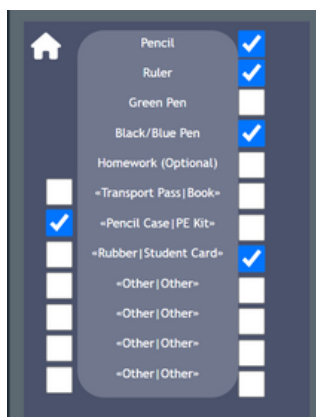 Pencil
Ruler
Green Pen
Black/Blue Pen
Homework (Optional)
«Transport Pass|Book»
«Pencil Case|PE Kit»
«Rubber|Student Card»
«Other|Other»
«Other|Other»
«Other|Other»
«Other|Other»